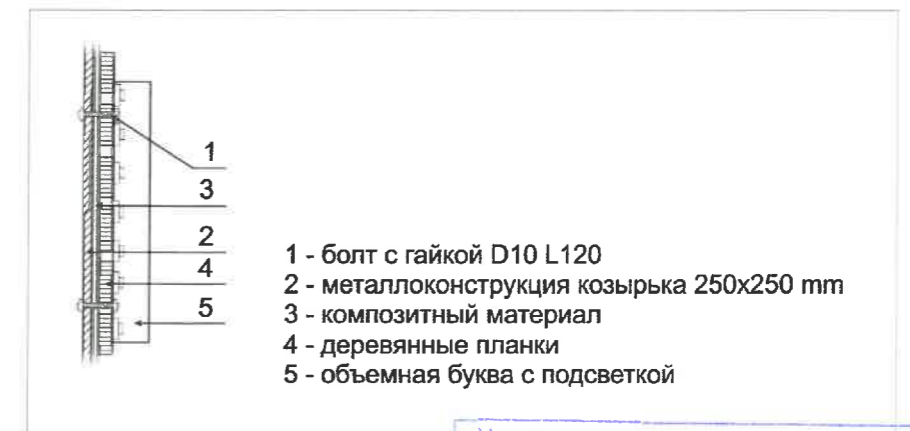 1
3
2
4
5
1 - болт с гайкой D10 L120
2 - металлоконструкция козырька 250х250 mm
3 - композитный материал
4 - деревянные планки
5 - объемная буква с подсветкой